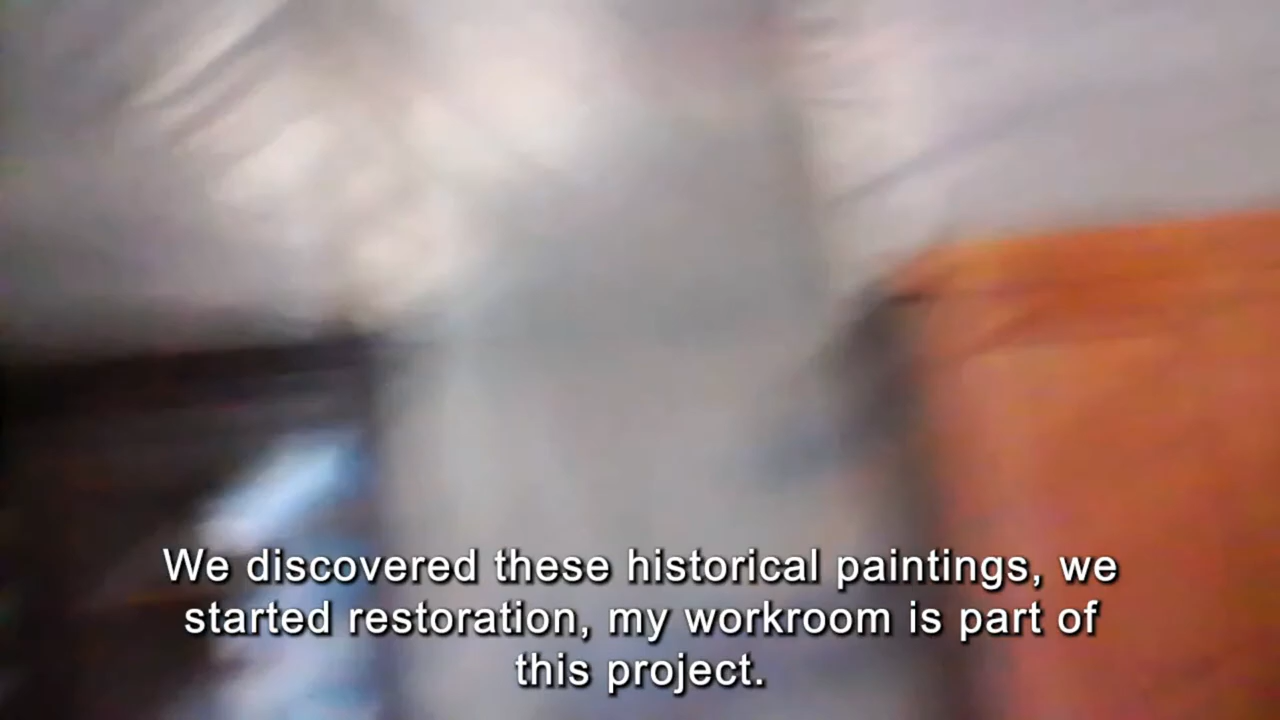 We discovered these historical paintings, we
started restoration, my workroom is part of
this project.